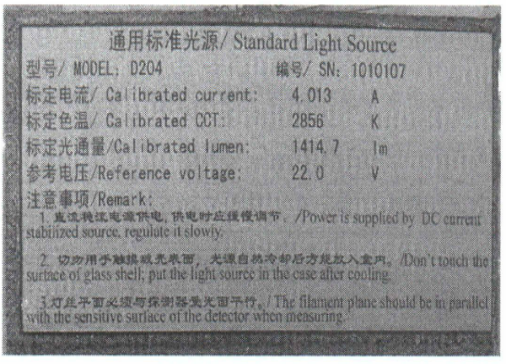 通用标准光源/ Standard Light Source
型号/ MODEL: D204 编号/ SN: 1010107
标定电流/ Calibrated current: 4.013 A
标定色温/ Calibrated CCT: 2856 K
标定光通量/Calibrated lumen: 1414.7 lm
参考电压/Reference voltage: 22.0 V
注意事项/Remark:
1. 直流稳流电源供电,供电时应缓慢调节。/Power is supplied by DC current
stabilized source, regulate it slowly.
2. 切勿用手触摸玻壳表面，光源自然冷却后方能放入盒内。/Don't touch the
surface of glass shell; put the light source in the case after cooling.
3.灯丝平面必须与探测器受光面平行。/ The filament plane should be in parallel
with the sensitive surface of the detector when measuring.